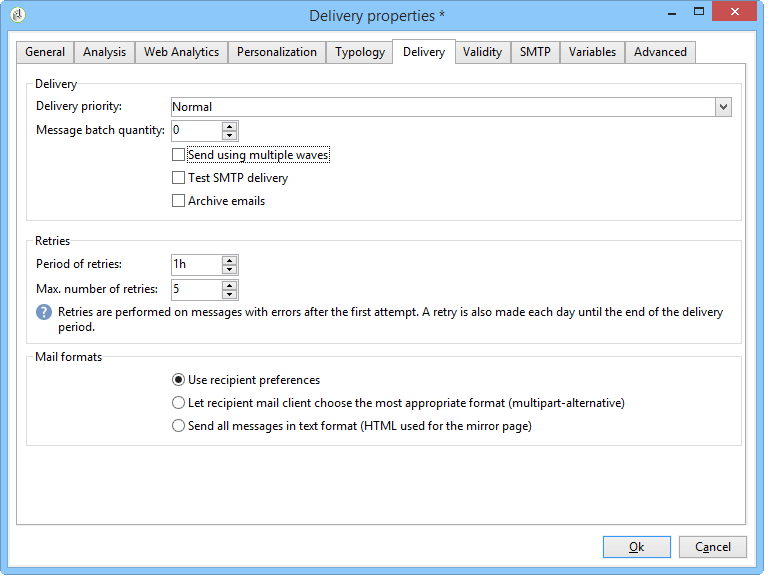 Delivery properties *
General Analysis Web Analytics Personalization Typology Delivery Validity SMTP Variables Advanced
Delivery
Delivery priority: Normal
Message batch quantity: 0
Send using multiple waves
Test SMTP delivery
Archive emails
Retries
Period of retries: 1h
Max. number of retries: 5
? Retries are performed on messages with errors after the first attempt. A retry is also made each day until the end of the delivery
period.
Mail formats
Use recipient preferences
Let recipient mail client choose the most appropriate format (multipart-alternative)
Send all messages in text format (HTML used for the mirror page)
Ok Cancel